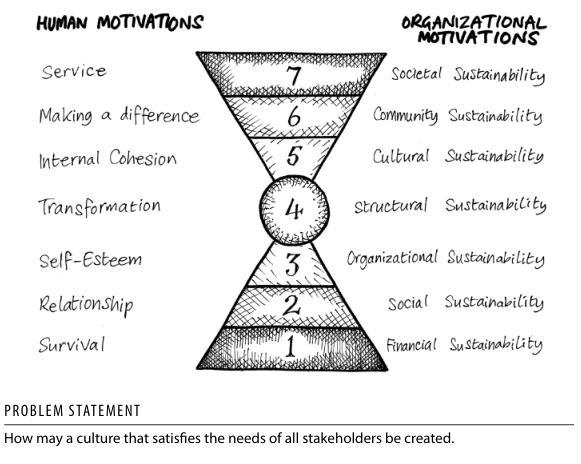 HUMAN MOTIVATIONS
ORGANIZATIONAL
MOTIVATIONS
Service
7
Societal Sustainability
Making a difference
6
Community Sustainability
Internal Cohesion
5
Cultural Sustainability
Transformation
4
Structural Sustainability
Self-Esteem
3
Organizational Sustainability
Relationship
2
Social Sustainability
Survival
1
Financial Sustainability
PROBLEM STATEMENT
How may a culture that satisfies the needs of all stakeholders be created.